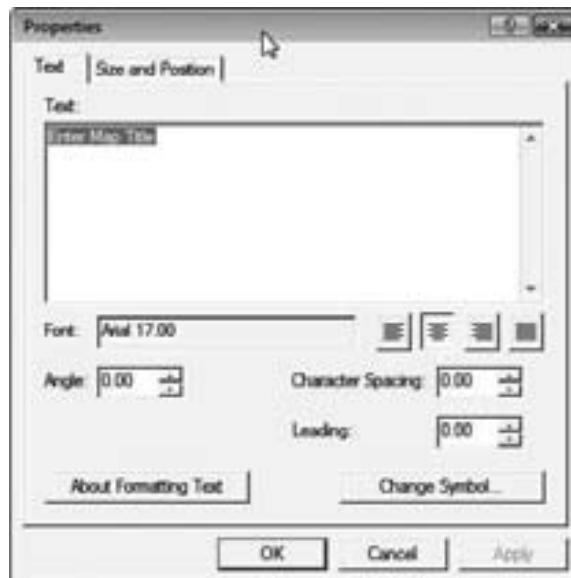 Properties
Text Size and Position
Text:
Enter Map Title
Font: Arial 17.00
Angle: 0.00 Character Spacing: 0.00
Leading: 0.00
About Formatting Text Change Symbol...
OK Cancel Apply